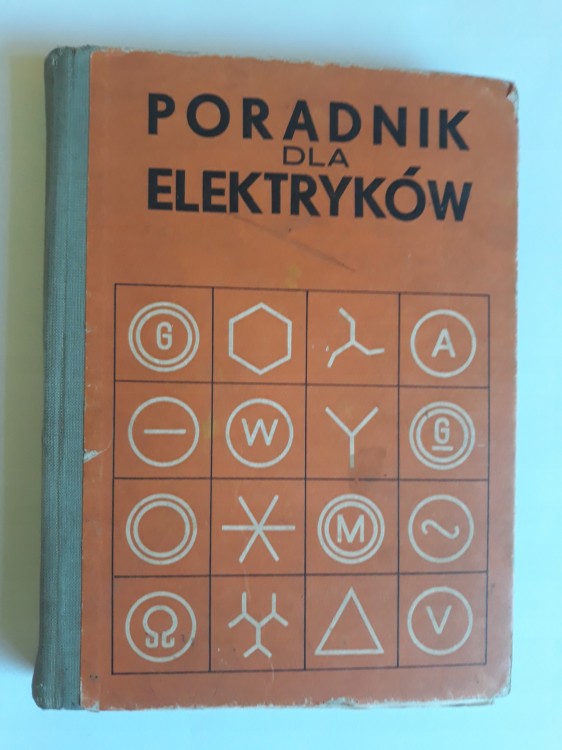 PORADNIK
DLA
ELEKTRYKÓW
G A
W G
M
Ω V